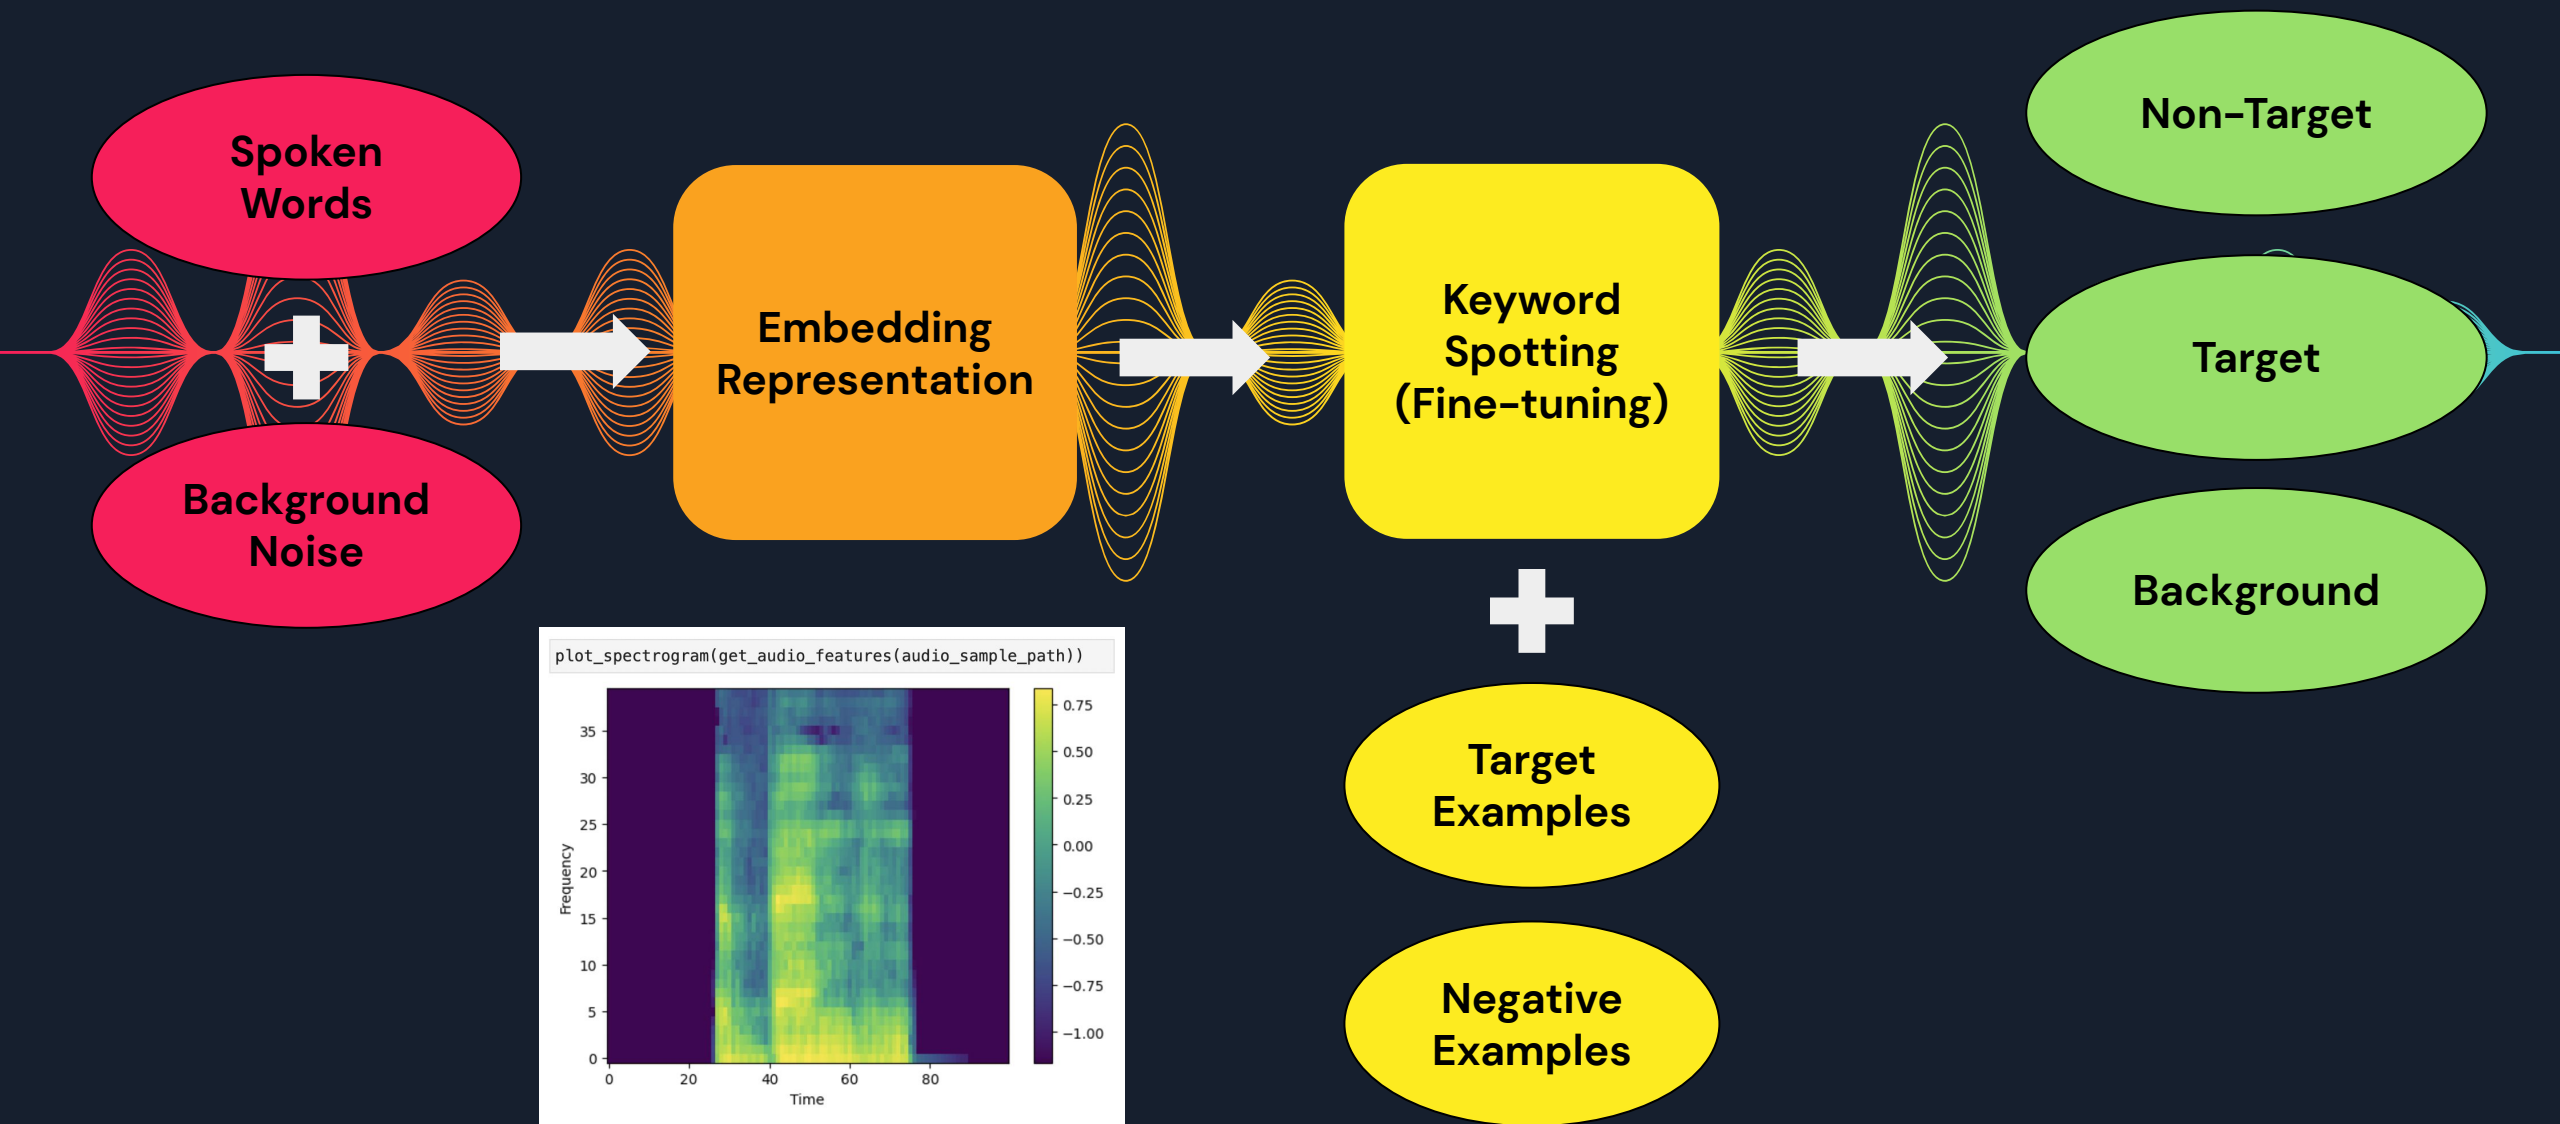 Spoken
Words
Background
Noise
Embedding
Representation
Keyword
Spotting
(Fine-tuning)
Target
Examples
Negative
Examples
Non-Target
Target
Background
plot_spectrogram(get_audio_features(audio_sample_path))
Frequency
35
30
25
20
15
10
5
0
0 20 40 60 80
Time
0.75
0.50
0.25
0.00
−0.25
−0.50
−0.75
−1.00